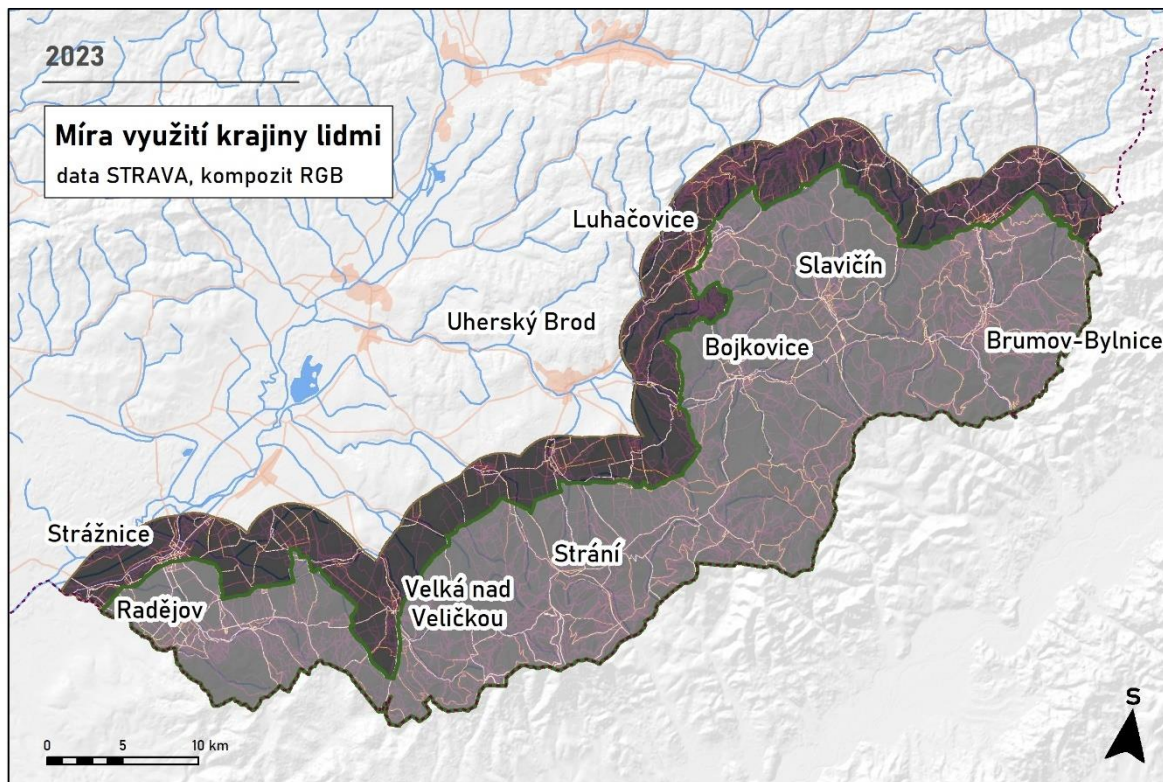 2023
Míra využití krajiny lidmi
data STRAVA, kompozit RGB
Luhačovice
Slavičín
Uherský Brod
Bojkovice
Brumov-Bylnice
Strážnice
Strání
Velká nad
Veličkou
Radějov
S
0 5 10 km